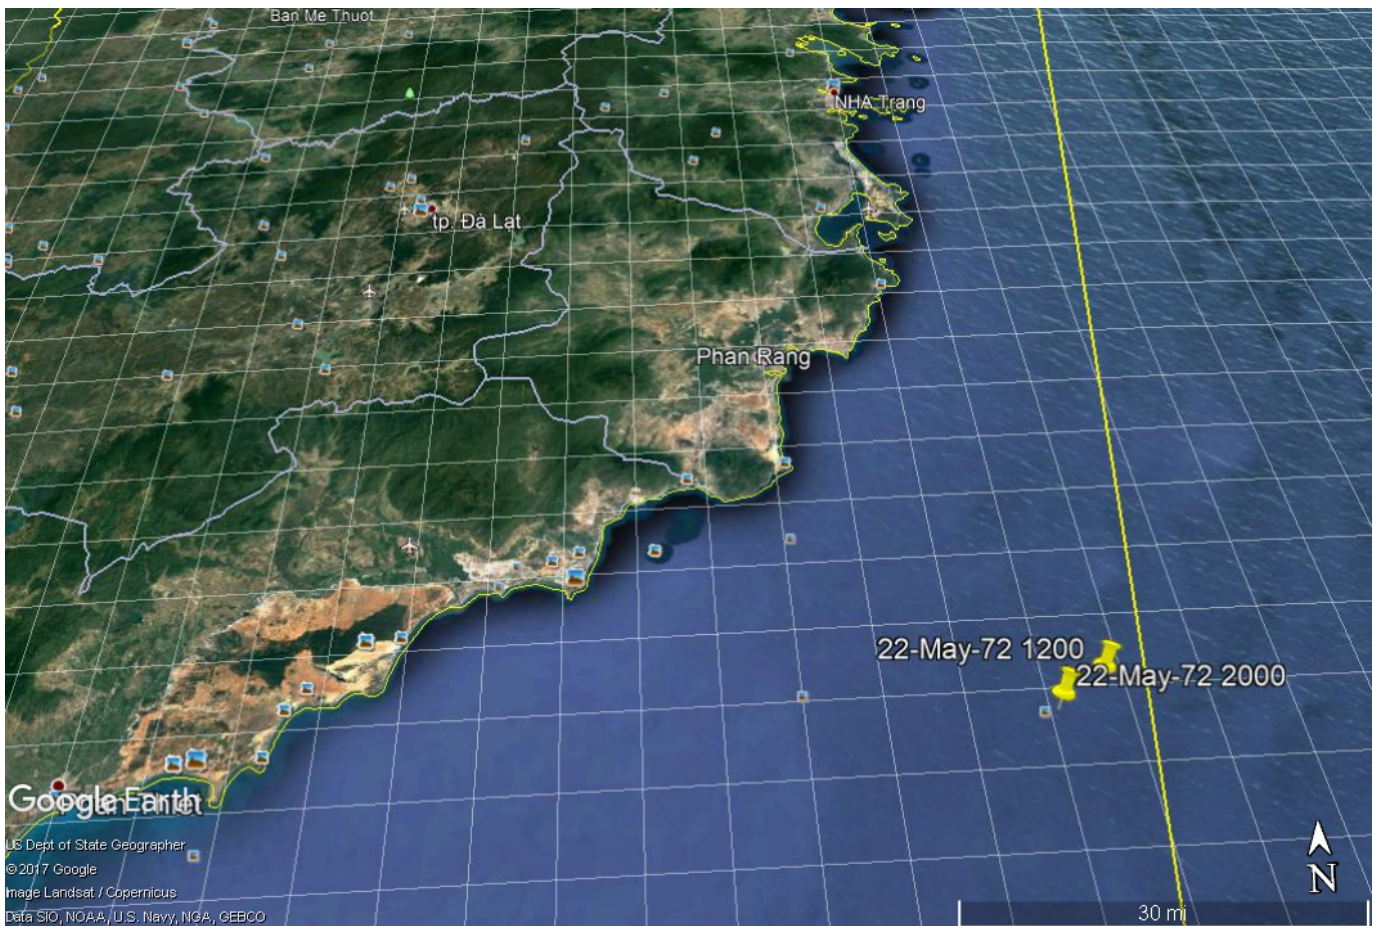 Ban Me Thuot
NHA Trang
tp. Đà Lạt
Phan Rang
22-May-72 1200
22-May-72 2000
Google Earth
Phan Thiet
US Dept of State Geographer
©2017 Google
Image Landsat / Copernicus
Data SIO, NOAA, U.S. Navy, NGA, GEBCO
N
30 mi